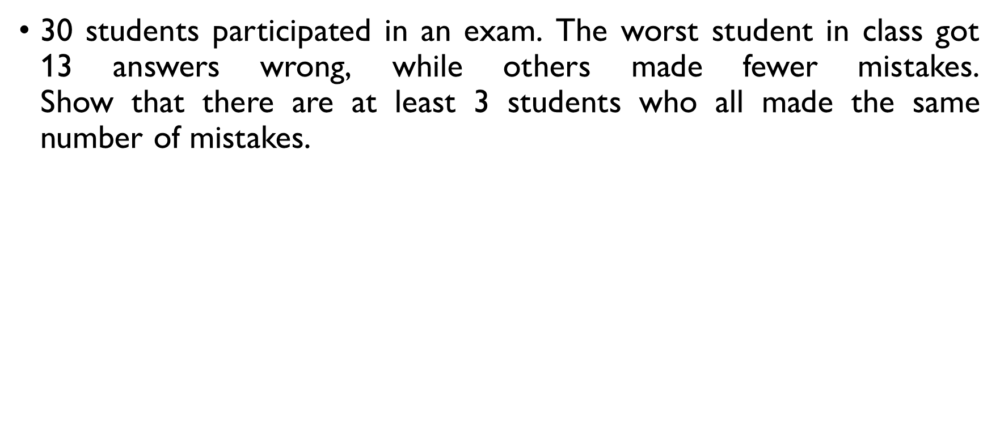 • 30 students participated in an exam. The worst student in class got
13 answers wrong, while others made fewer mistakes.
Show that there are at least 3 students who all made the same
number of mistakes.